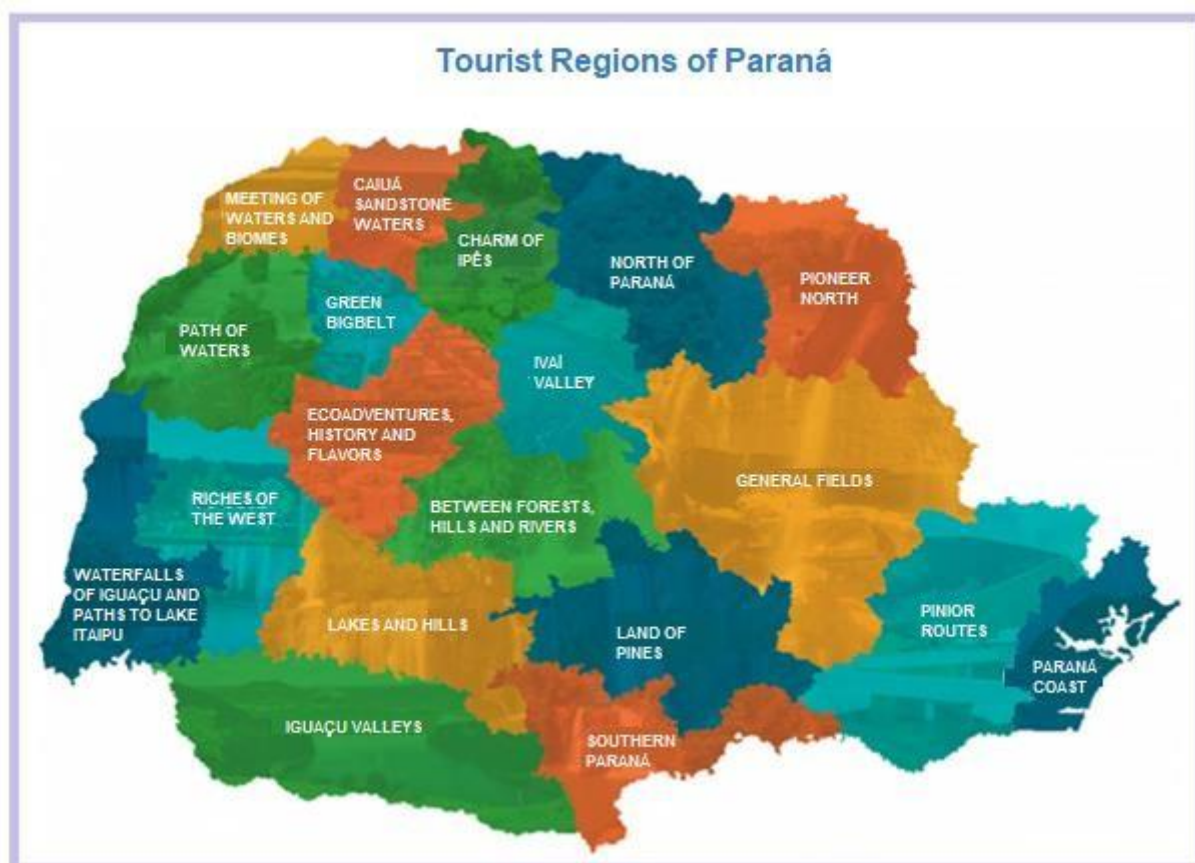 Tourist Regions of Paraná
MEETING OF
WATERS AND
BIOMES
CAIUÁ
SANDSTONE
WATERS
CHARM OF
IPÊS
NORTH OF
PARANÁ
PIONEER
NORTH
GREEN
BIGBELT
PATH OF
WATERS
IVAÍ
VALLEY
ECOADVENTURES,
HISTORY AND
FLAVORS
GENERAL FIELDS
RICHES OF
THE WEST
BETWEEN FORESTS,
HILLS AND RIVERS
WATERFALLS
OF IGUAÇU AND
PATHS TO LAKE
ITAIPU
LAKES AND HILLS
LAND OF
PINES
PINIOR
ROUTES
PARANÁ
COAST
IGUAÇU VALLEYS
SOUTHERN
PARANÁ